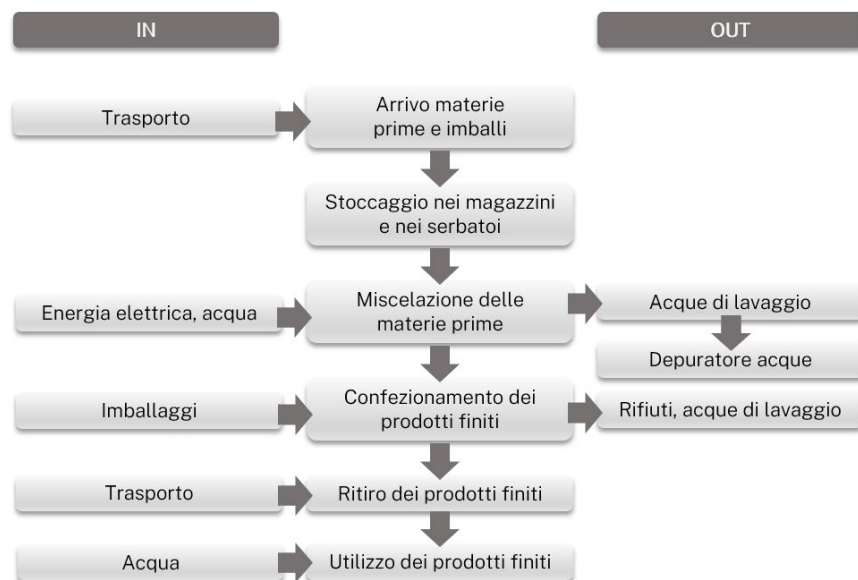 IN
OUT
Trasporto
Arrivo materie
prime e imballi
Stoccaggio nei magazzini
e nei serbatoi
Energia elettrica, acqua
Miscelazione delle
materie prime
Acque di lavaggio
Depuratore acque
Imballaggi
Confezionamento dei
prodotti finiti
Rifiuti, acque di lavaggio
Trasporto
Ritiro dei prodotti finiti
Acqua
Utilizzo dei prodotti finiti